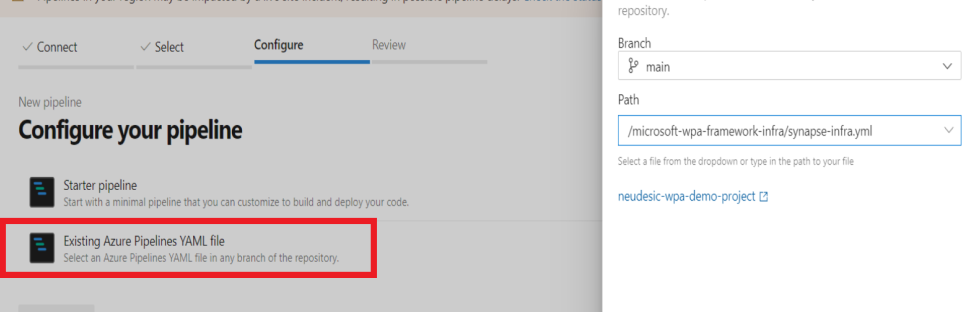 Connect
Select
Configure
Review
New pipeline
Configure your pipeline
Starter pipeline
Start with a minimal pipeline that you can customize to build and deploy your code.
Existing Azure Pipelines YAML file
Select an Azure Pipelines YAML file in any branch of the repository.
repository.
Branch
main
Path
/microsoft-wpa-framework-infra/synapse-infra.yml
Select a file from the dropdown or type in the path to your file
neudesic-wpa-demo-project